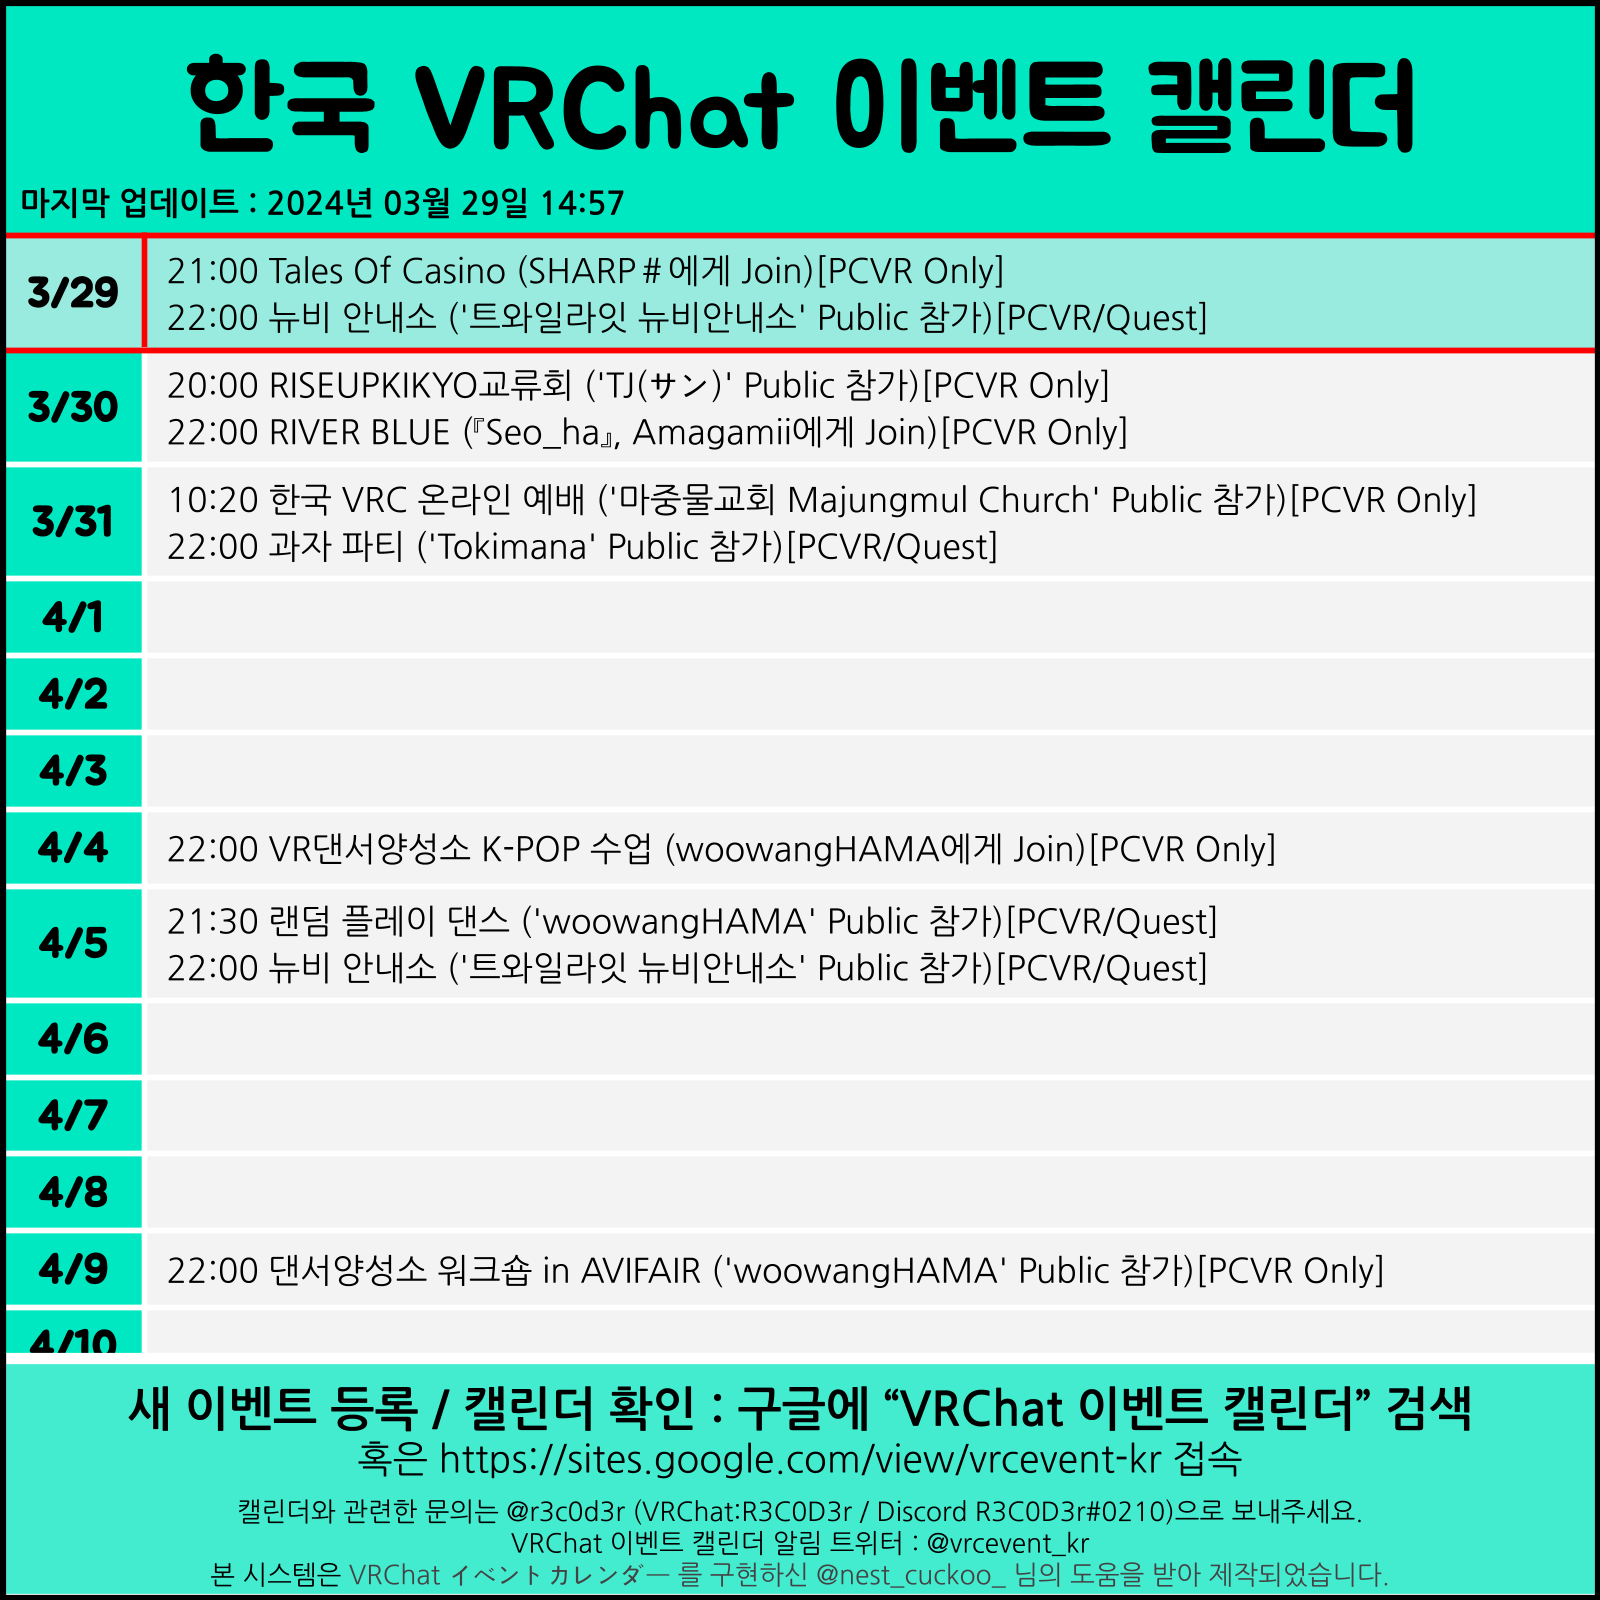 한국 VRChat 이벤트 캘린더
마지막 업데이트 : 2024년 03월 29일 14:57
3/29
21:00 Tales Of Casino (SHARP＃에게 Join)[PCVR Only]
22:00 뉴비 안내소 ('트와일라잇 뉴비안내소' Public 참가)[PCVR/Quest]
3/30
20:00 RISEUPKIKYO교류회 ('TJ(サン)' Public 참가)[PCVR Only]
22:00 RIVER BLUE (『Seo_ha』, Amagamii에게 Join)[PCVR Only]
3/31
10:20 한국 VRC 온라인 예배 ('마중물교회 Majungmul Church' Public 참가)[PCVR Only]
22:00 과자 파티 ('Tokimana' Public 참가)[PCVR/Quest]
4/1
4/2
4/3
4/4
22:00 VR댄서양성소 K-POP 수업 (woowangHAMA에게 Join)[PCVR Only]
4/5
21:30 랜덤 플레이 댄스 ('woowangHAMA' Public 참가)[PCVR/Quest]
22:00 뉴비 안내소 ('트와일라잇 뉴비안내소' Public 참가)[PCVR/Quest]
4/6
4/7
4/8
4/9
22:00 댄서양성소 워크숍 in AVIFAIR ('woowangHAMA' Public 참가)[PCVR Only]
4/10
새 이벤트 등록 / 캘린더 확인 : 구글에 “VRChat 이벤트 캘린더” 검색
혹은 https://sites.google.com/view/vrcevent-kr 접속
캘린더와 관련한 문의는 @r3c0d3r (VRChat:R3C0D3r / Discord R3C0D3r#0210)으로 보내주세요.
VRChat 이벤트 캘린더 알림 트위터 : @vrcevent_kr
본 시스템은 VRChat イベントカレンダー 를 구현하신 @nest_cuckoo_ 님의 도움을 받아 제작되었습니다.